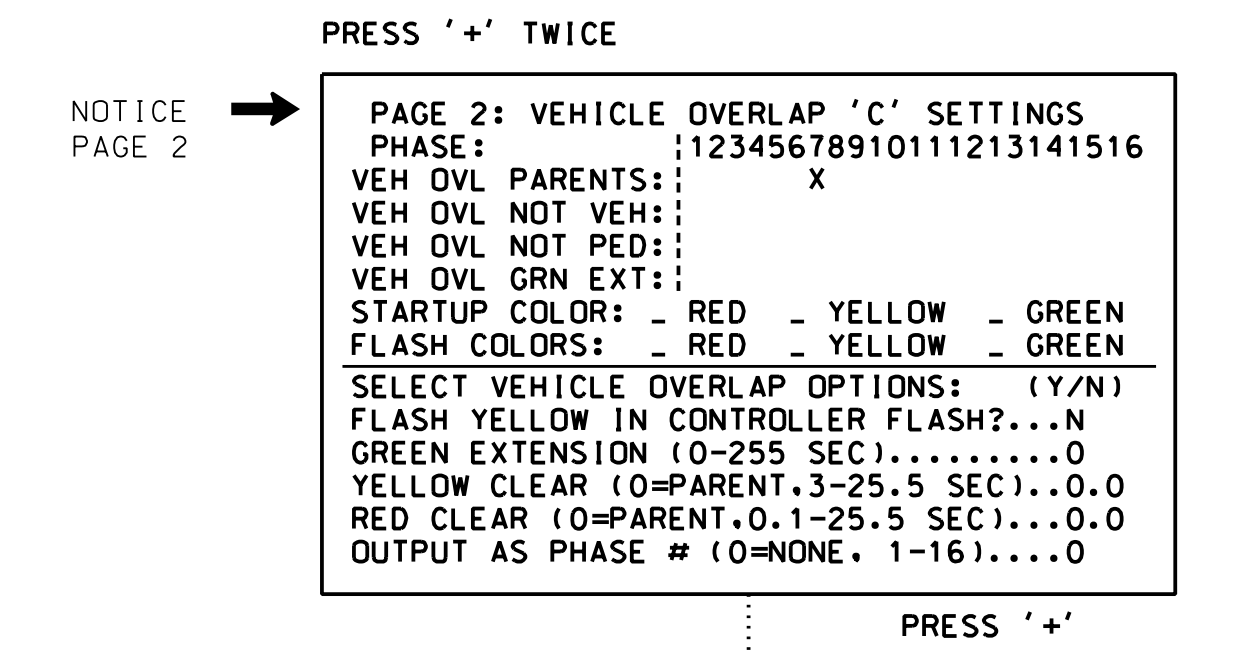 PRESS '+' TWICE
NOTICE
PAGE 2
PAGE 2: VEHICLE OVERLAP 'C' SETTINGS
PHASE: ¦12345678910111213141516
VEH OVL PARENTS:¦ X
VEH OVL NOT VEH:¦
VEH OVL NOT PED:¦
VEH OVL GRN EXT:¦
STARTUP COLOR: _ RED _ YELLOW _ GREEN
FLASH COLORS: _ RED _ YELLOW _ GREEN
SELECT VEHICLE OVERLAP OPTIONS: (Y/N)
FLASH YELLOW IN CONTROLLER FLASH?...N
GREEN EXTENSION (0-255 SEC).........0
YELLOW CLEAR (0=PARENT,3-25.5 SEC)..0.0
RED CLEAR (0=PARENT,0.1-25.5 SEC)...0.0
OUTPUT AS PHASE # (0=NONE, 1-16)....0
PRESS '+'